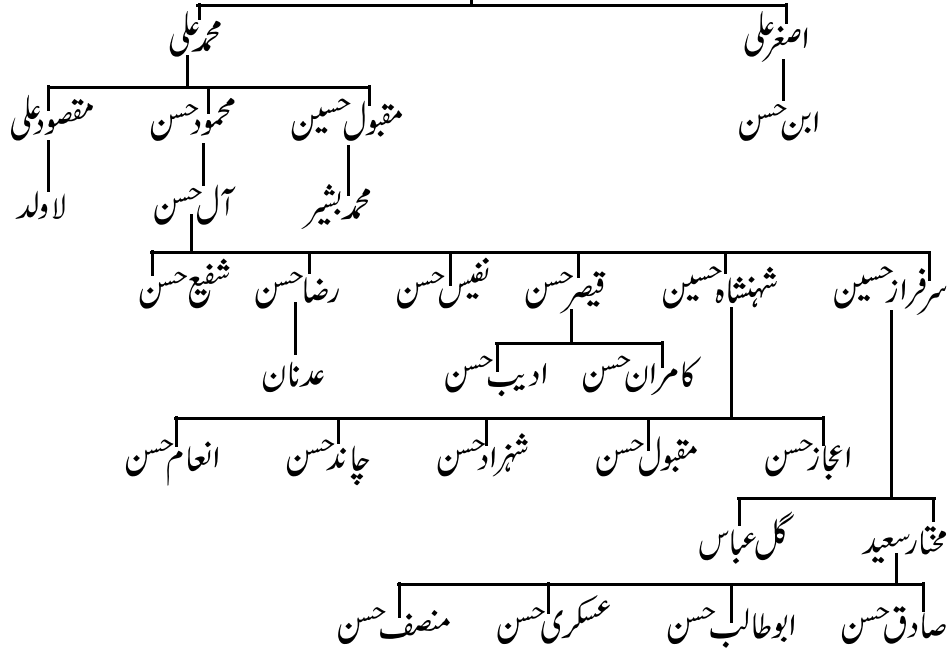 اصغر علی محمد علی
ابن حسن مقبول حسین محمود حسن مقصود علی
محمد بشیر آل حسن لا ولد
سرفراز حسین شہنشاہ حسین قیصر حسن نفیس حسن رضا حسن شفیع حسن
کامران حسن ادیب حسن عدنان
اعجاز حسن مقبول حسن شہزاد حسن چاند حسن انعام حسن
مختار سعید گل عباس
صادق حسن ابوطالب حسن عسکری حسن منصف حسن